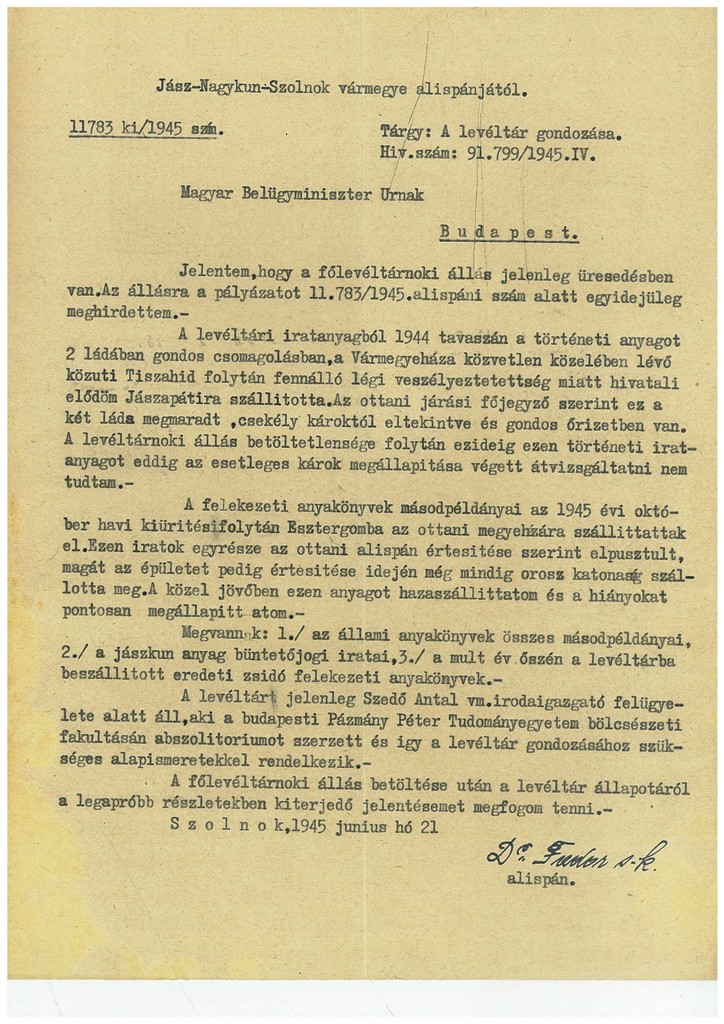 Jász-Nagykun-Szolnok vármegye alispánjától.
11783 ki/1945 szám.
Tárgy: A levéltár gondozása.
Hiv.szám: 91.799/1945.IV.
Magyar Belügyminiszter Urnak
Budapest.
Jelentem,hogy a főlevéltárnoki állás jelenleg üresedésben
van.Az állásra a pályázatot 11.783/1945.alispáni szám alatt egyidejüleg
meghirdettem.-
A levéltári iratanyagból 1944 tavaszán a történeti anyagot
2 ládában gondos csomagolásban,a Vármegyeháza közvetlen közelében lévő
közuti Tiszahid folytán fennálló légi veszélyeztetettség miatt hivatali
elődöm Jászapátira szállitotta.Az ottani járási főjegyző szerint ez a
két láda megmaradt ,csekély károktól eltekintve és gondos őrizetben van.
A levéltárnoki állás betöltetlensége folytán ezideig ezen történeti irat-
anyagot eddig az esetleges károk megállapitása végett átvizsgáltatni nem
tudtam.-
A felekezeti anyakönyvek másodpéldányai az 1945 évi októ-
ber havi kiüritésifolytán Esztergomba az ottani megyeházára szállittattak
el.Ezen iratok egyrésze az ottani alispán értesitése szerint elpusztult,
magát az épületet pedig értesitése idején még mindig orosz katonaság szál-
lotta meg.A közel jövőben ezen anyagot hazaszállittatom és a hiányokat
pontosan megállapitt atom.-
Megvannak: 1./ az állami anyakönyvek összes másodpéldányai,
2./ a jászkun anyag büntetőjogi iratai,3./ a mult év őszén a levéltárba
beszállitott eredeti zsidó felekezeti anyakönyvek.-
A levéltárt jelenleg Szedő Antal vm.irodaigazgató felügye-
lete alatt áll,aki a budapesti Pázmány Péter Tudományegyetem bölcsészeti
fakultásán abszolitoriumot szerzett és igy a levéltár gondozásához szük-
séges alapismeretekkel rendelkezik.-
A főlevéltárnoki állás betöltése után a levéltár állapotáról
a legapróbb részletekben kiterjedő jelentésemet megfogom tenni.-
Szolnok,1945 junius hó 21
Dr. Fuder s.k.
alispán.